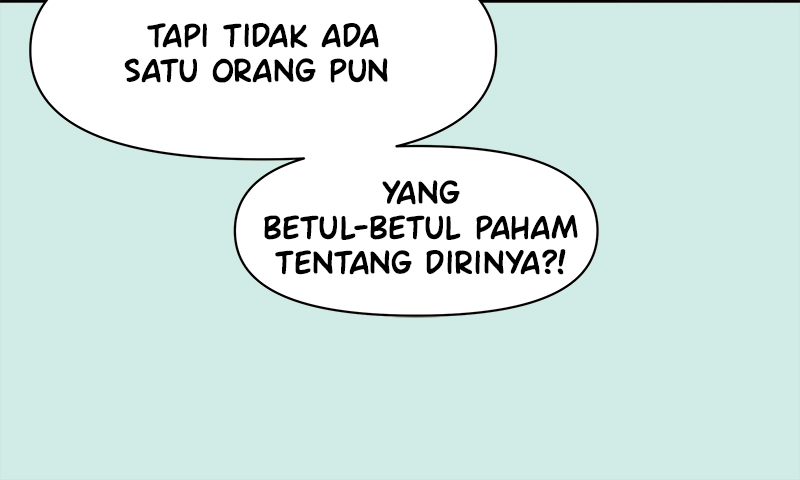 TAPI TIDAK ADA
SATU ORANG PUN
YANG
BETUL-BETUL PAHAM
TENTANG DIRINYA?!